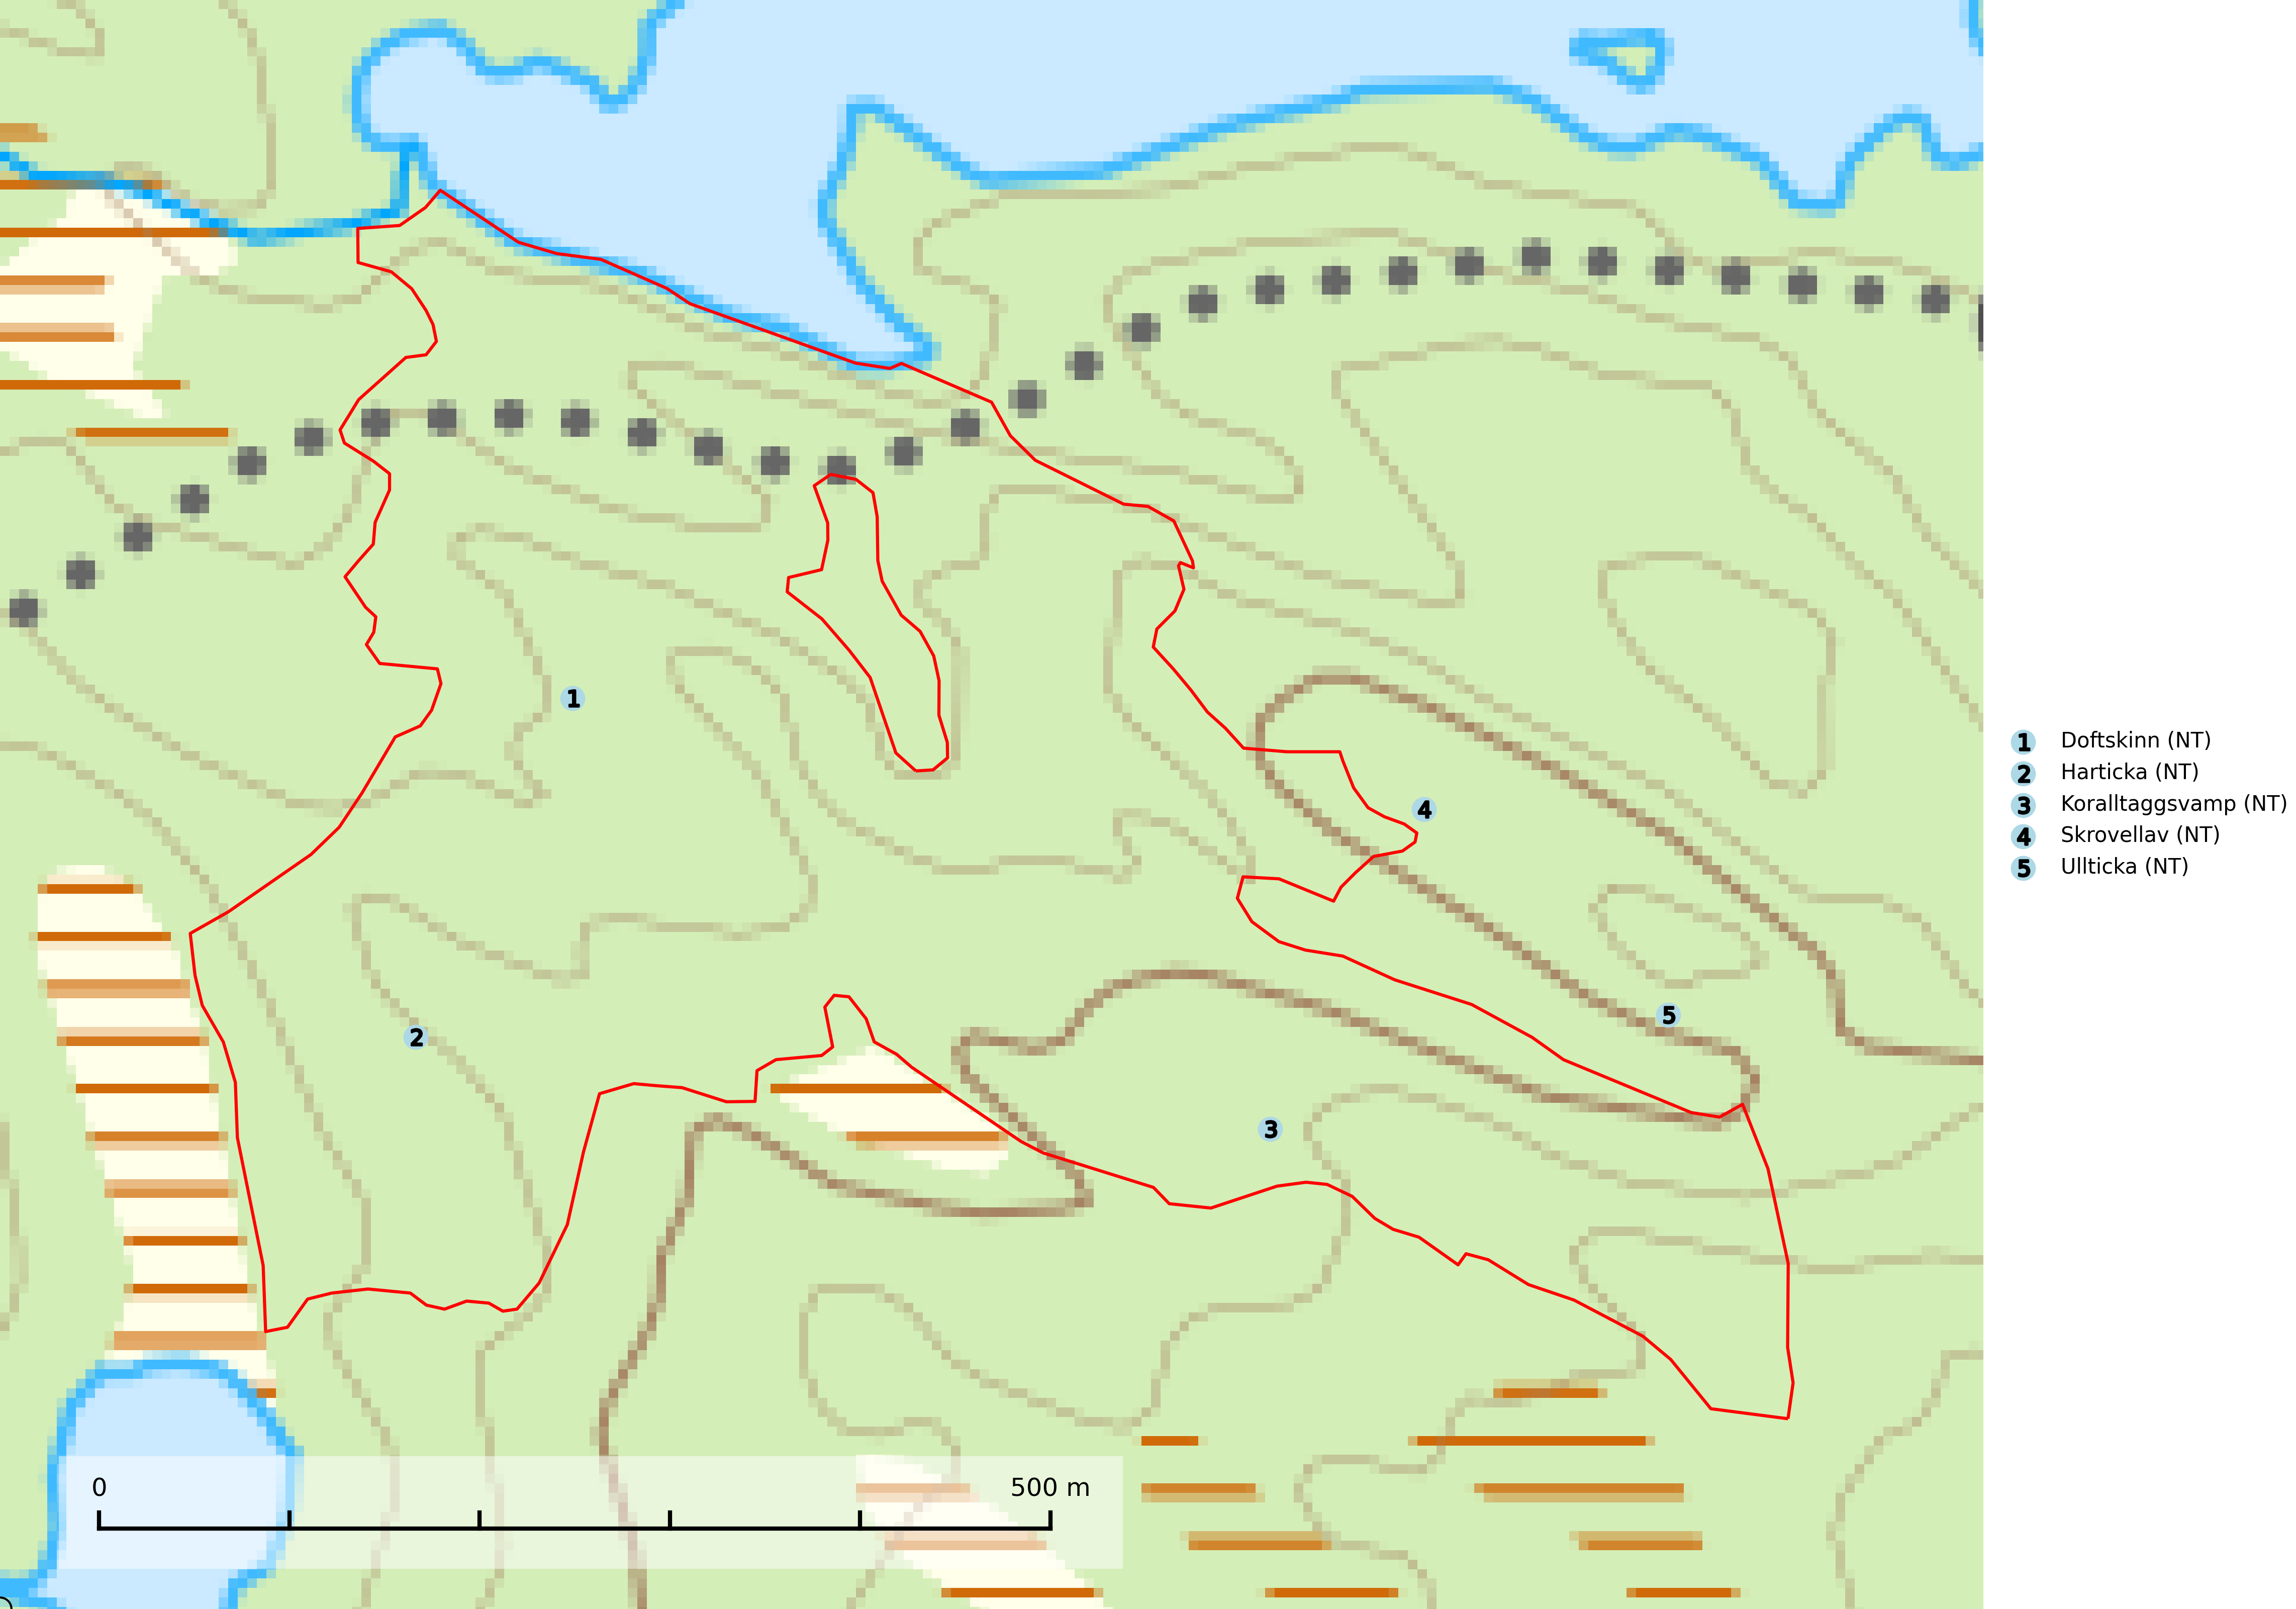 1
4
5
2
3
0 500 m
1 Doftskinn (NT)
2 Harticka (NT)
3 Koralltaggsvamp (NT)
4 Skrovellav (NT)
5 Ullticka (NT)